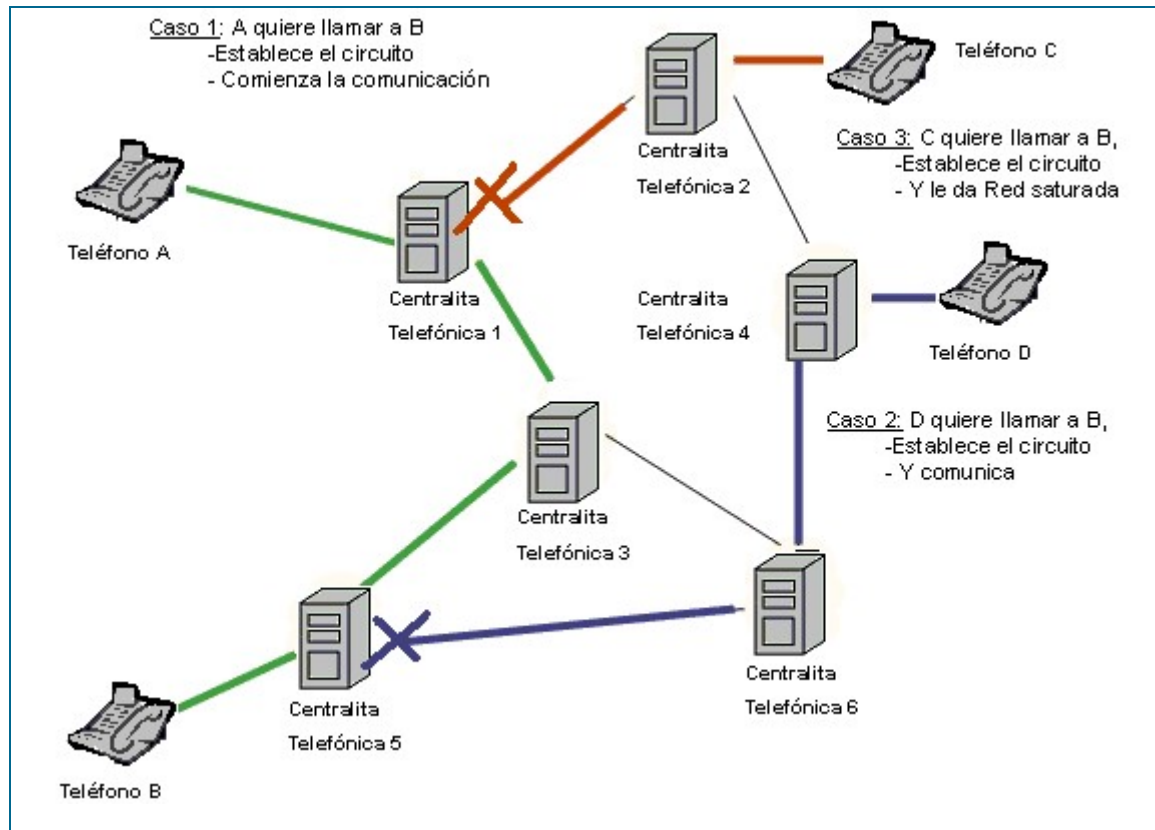 Caso 1: A quiere llamar a B
-Establece el circuito
- Comienza la comunicación
Teléfono C
Centralita
Telefónica 2
Caso 3: C quiere llamar a B,
-Establece el circuito
- Y le da Red saturada
Teléfono A
Centralita
Telefónica 1
Centralita
Telefónica 4
Teléfono D
Caso 2: D quiere llamar a B,
-Establece el circuito
- Y comunica
Centralita
Telefónica 3
Centralita
Telefónica 6
Centralita
Telefónica 5
Teléfono B